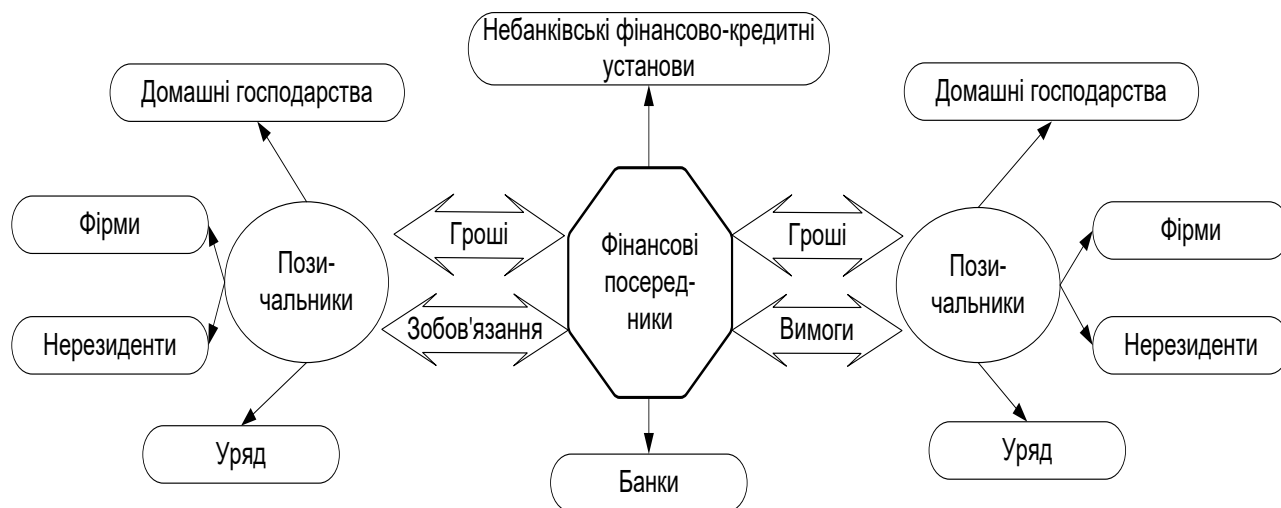 Небанківські фінансово-кредитні
установи
Домашні господарства
Домашні господарства
Фірми
Нерезиденти
Пози-
чальники
Гроші
Зобов'язання
Фінансові
посеред-
ники
Гроші
Вимоги
Пози-
чальники
Фірми
Нерезиденти
Уряд
Банки
Уряд